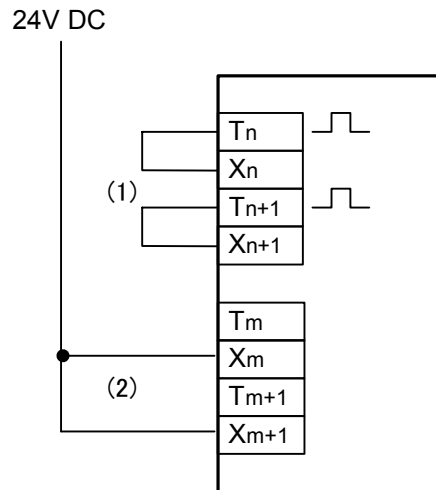 24V DC
Tn
Xn
(1)
Tn+1
Xn+1
Tm
Xm
(2)
Tm+1
Xm+1